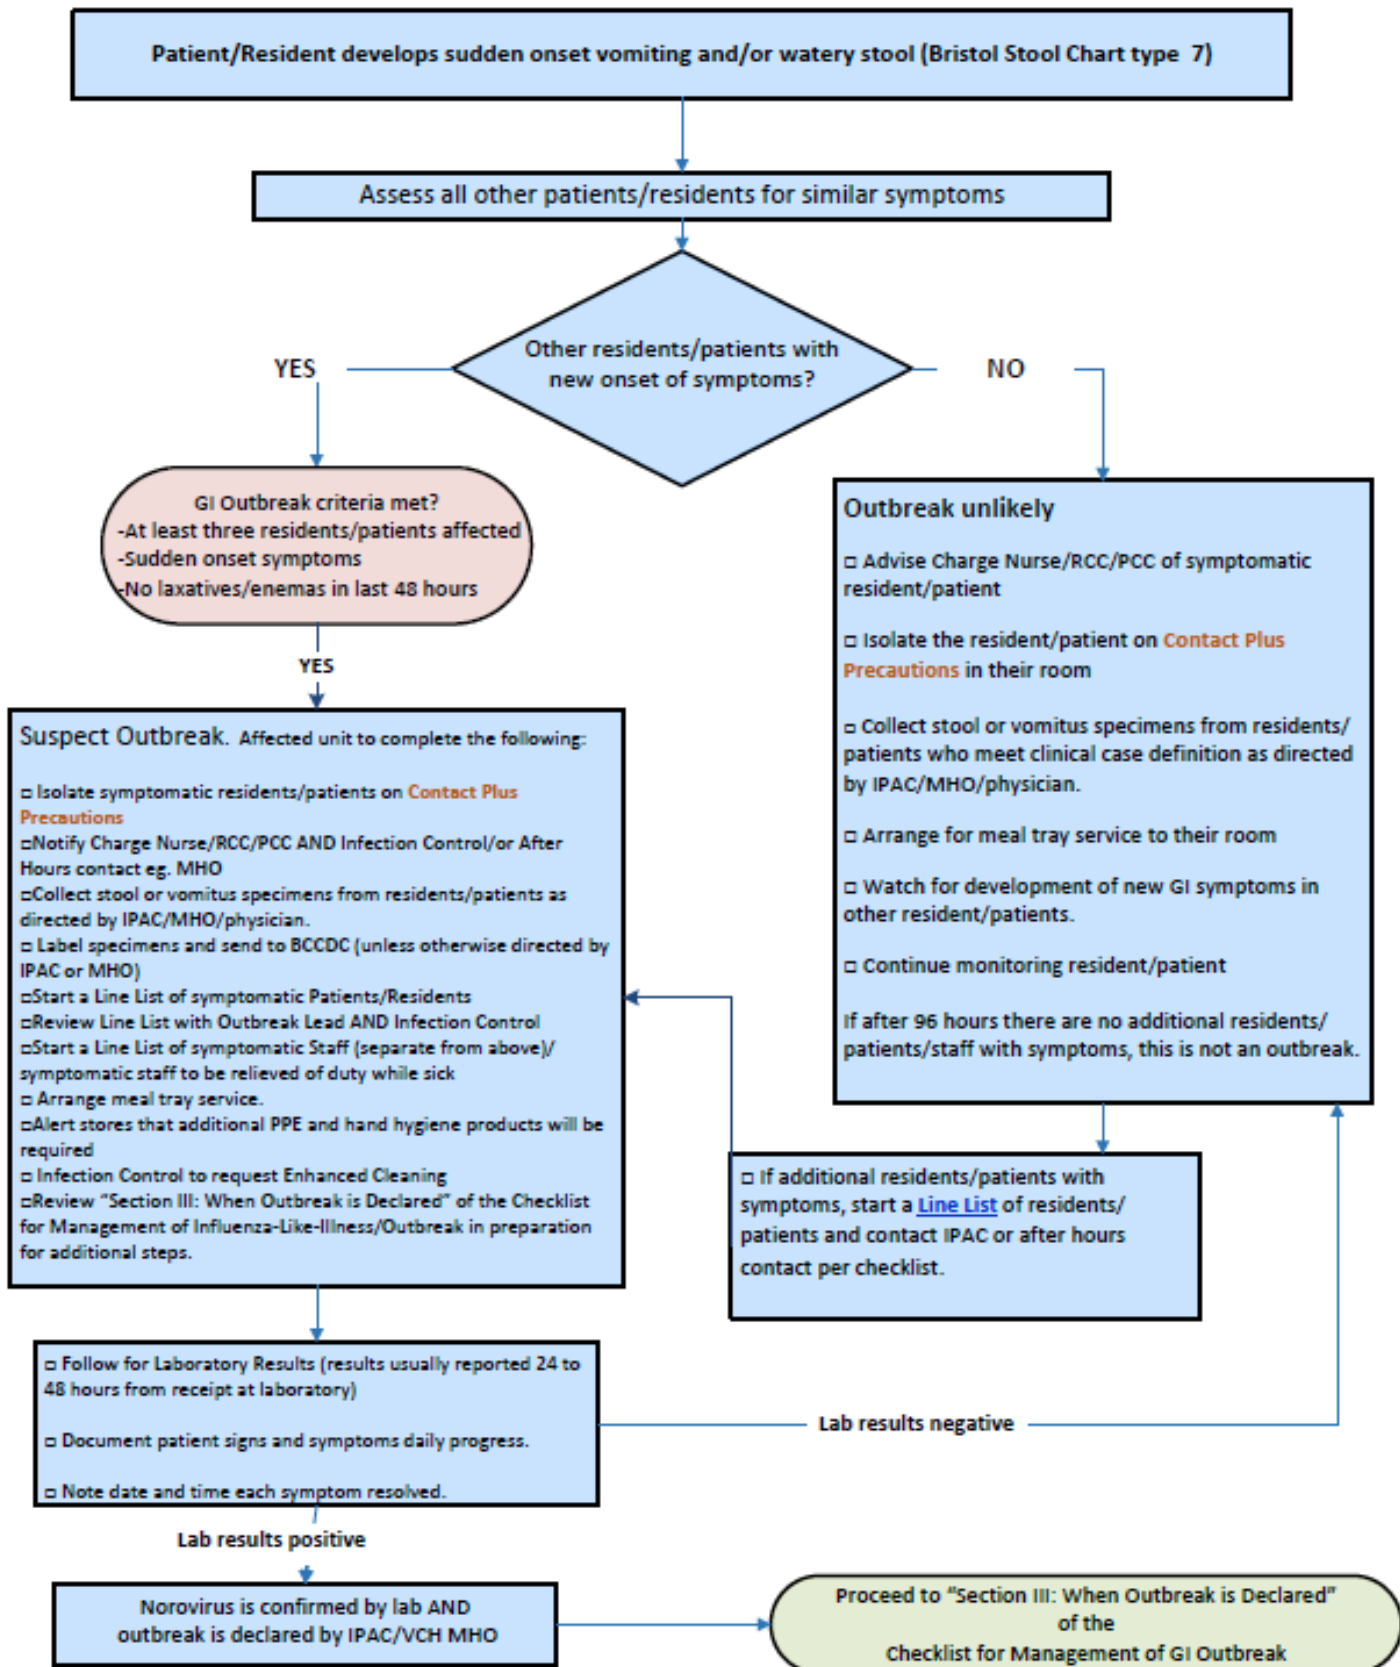 Patient/Resident develops sudden onset vomiting and/or watery stool (Bristol Stool Chart type 7)
Assess all other patients/residents for similar symptoms
Other residents/patients with
new onset of symptoms?
YES
NO
GI Outbreak criteria met?
-At least three residents/patients affected
-Sudden onset symptoms
-No laxatives/enemas in last 48 hours
YES
Suspect Outbreak. Affected unit to complete the following:
□ Isolate symptomatic residents/patients on Contact Plus
Precautions
□Notify Charge Nurse/RCC/PCC AND Infection Control/or After
Hours contact eg. MHO
□Collect stool or vomitus specimens from residents/patients as
directed by IPAC/MHO/physician.
□ Label specimens and send to BCCDC (unless otherwise directed by
IPAC or MHO)
□Start a Line List of symptomatic Patients/Residents
□Review Line List with Outbreak Lead AND Infection Control
□Start a Line List of symptomatic Staff (separate from above)/
symptomatic staff to be relieved of duty while sick
□ Arrange meal tray service.
□Alert stores that additional PPE and hand hygiene products will be
required
□ Infection Control to request Enhanced Cleaning
□Review “Section III: When Outbreak is Declared” of the Checklist
for Management of Influenza-Like-Illness/Outbreak in preparation
for additional steps.
Outbreak unlikely
□ Advise Charge Nurse/RCC/PCC of symptomatic
resident/patient
□ Isolate the resident/patient on Contact Plus
Precautions in their room
□ Collect stool or vomitus specimens from residents/
patients who meet clinical case definition as directed
by IPAC/MHO/physician.
□ Arrange for meal tray service to their room
□ Watch for development of new GI symptoms in
other resident/patients.
□ Continue monitoring resident/patient
If after 96 hours there are no additional residents/
patients/staff with symptoms, this is not an outbreak.
□ If additional residents/patients with
symptoms, start a Line List of residents/
patients and contact IPAC or after hours
contact per checklist.
□ Follow for Laboratory Results (results usually reported 24 to
48 hours from receipt at laboratory)
□ Document patient signs and symptoms daily progress.
□ Note date and time each symptom resolved.
Lab results negative
Lab results positive
Norovirus is confirmed by lab AND
outbreak is declared by IPAC/VCH MHO
Proceed to “Section III: When Outbreak is Declared”
of the
Checklist for Management of GI Outbreak